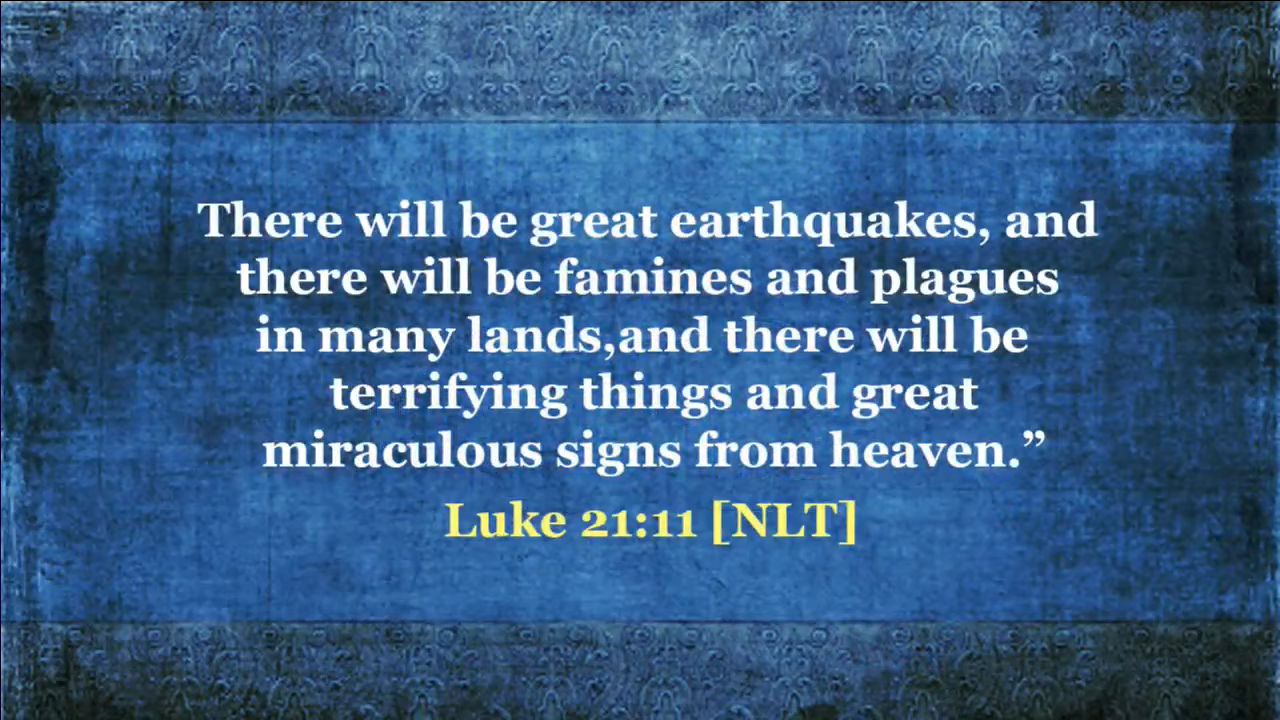 There will be great earthquakes, and
there will be famines and plagues
in many lands,and there will be
terrifying things and great
miraculous signs from heaven.”
Luke 21:11 [NLT]